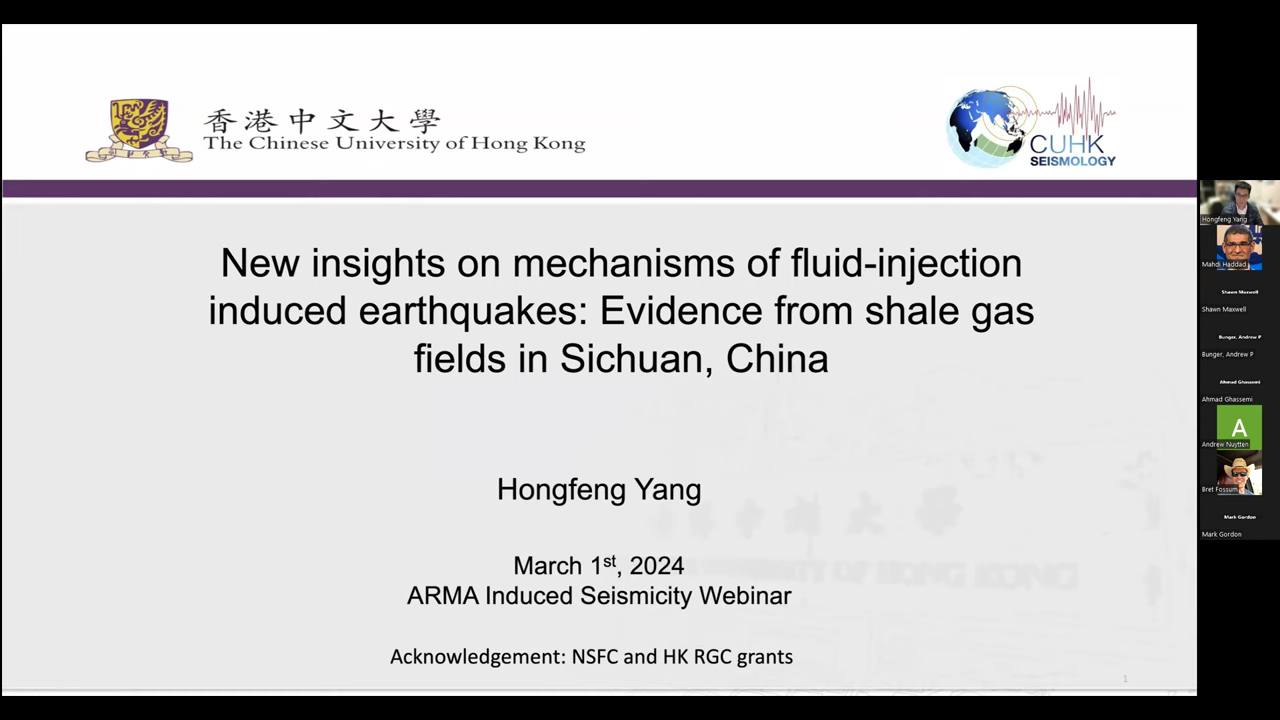 香港中文大學
The Chinese University of Hong Kong
CUHK
SEISMOLOGY
New insights on mechanisms of fluid-injection
induced earthquakes: Evidence from shale gas
fields in Sichuan, China
Hongfeng Yang
March 1st, 2024
ARMA Induced Seismicity Webinar
Acknowledgement: NSFC and HK RGC grants
1
Hongfeng Yang
Mahdi Haddad
Shawn Maxwell
Shawn Maxwell
Bunger, Andrew P
Bunger, Andrew P
Ahmad Ghassemi
Ahmad Ghassemi
A
Andrew Nuytten
Bret Fossum
Mark Gordon
Mark Gordon